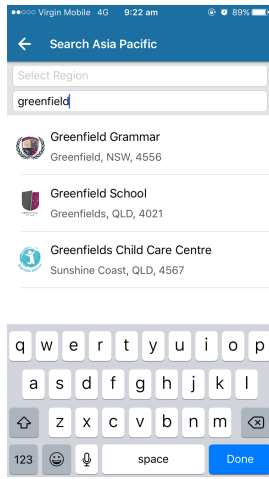 Virgin Mobile 4G 9:22 am 89%
Search Asia Pacific
Select Region
greenfield
Greenfield Grammar
Greenfield, NSW, 4556
Greenfield School
Greenfields, QLD, 4021
Greenfields Child Care Centre
Sunshine Coast, QLD, 4567
q w e r t y u i o p
a s d f g h j k l
z x c v b n m
123 space Done